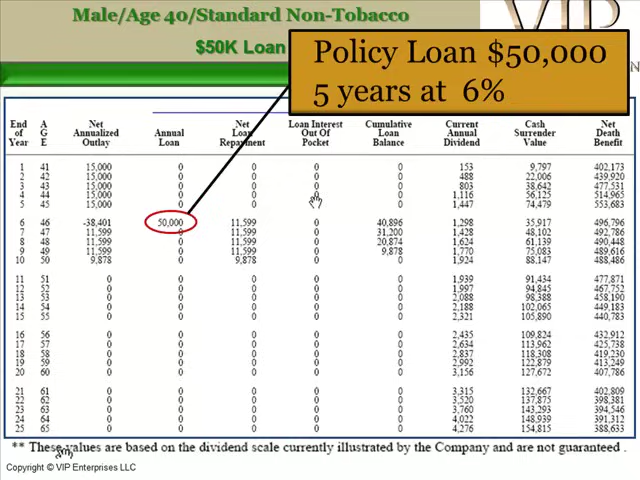 Male/Age 40/Standard Non-Tobacco
VIP
$50K Loan
N
Policy Loan $50,000
5 years at 6%
End of Year AGE Net Annualized Outlay Annual Loan Net Loan Repayment Loan Interest Out Of Pocket Cumulative Loan Balance Current Annual Dividend Cash Surrender Value Net Death Benefit
1 41 15,000 0 0 0 0 153 9,797 402,173
2 42 15,000 0 0 0 0 488 22,006 439,920
3 43 15,000 0 0 0 0 803 38,642 477,531
4 44 15,000 0 0 0 0 1,116 56,125 514,965
5 45 15,000 0 0 0 0 1,447 74,479 553,683
6 46 -38,401 50,000 11,599 0 40,896 1,298 35,917 496,796
7 47 11,599 0 11,599 0 31,200 1,428 48,102 492,786
8 48 11,599 0 11,599 0 20,874 1,624 61,139 490,448
9 49 11,599 0 11,599 0 9,878 1,770 75,083 489,616
10 50 9,878 0 9,878 0 0 1,924 88,147 488,486
11 51 0 0 0 0 0 1,939 91,434 477,871
12 52 0 0 0 0 0 1,997 94,845 467,752
13 53 0 0 0 0 0 2,088 98,388 458,190
14 54 0 0 0 0 0 2,188 102,065 449,183
15 55 0 0 0 0 0 2,321 105,890 440,783
16 56 0 0 0 0 0 2,435 109,824 432,912
17 57 0 0 0 0 0 2,634 113,962 425,738
18 58 0 0 0 0 0 2,837 118,308 419,230
19 59 0 0 0 0 0 2,992 122,879 413,249
20 60 0 0 0 0 0 3,156 127,672 407,786
21 61 0 0 0 0 0 3,315 132,667 402,809
22 62 0 0 0 0 0 3,520 137,875 398,381
23 63 0 0 0 0 0 3,760 143,293 394,546
24 64 0 0 0 0 0 4,022 148,939 391,312
25 65 0 0 0 0 0 4,276 154,815 388,633
** These values are based on the dividend scale currently illustrated by the Company and are not guaranteed .
Copyright © VIP Enterprises LLC